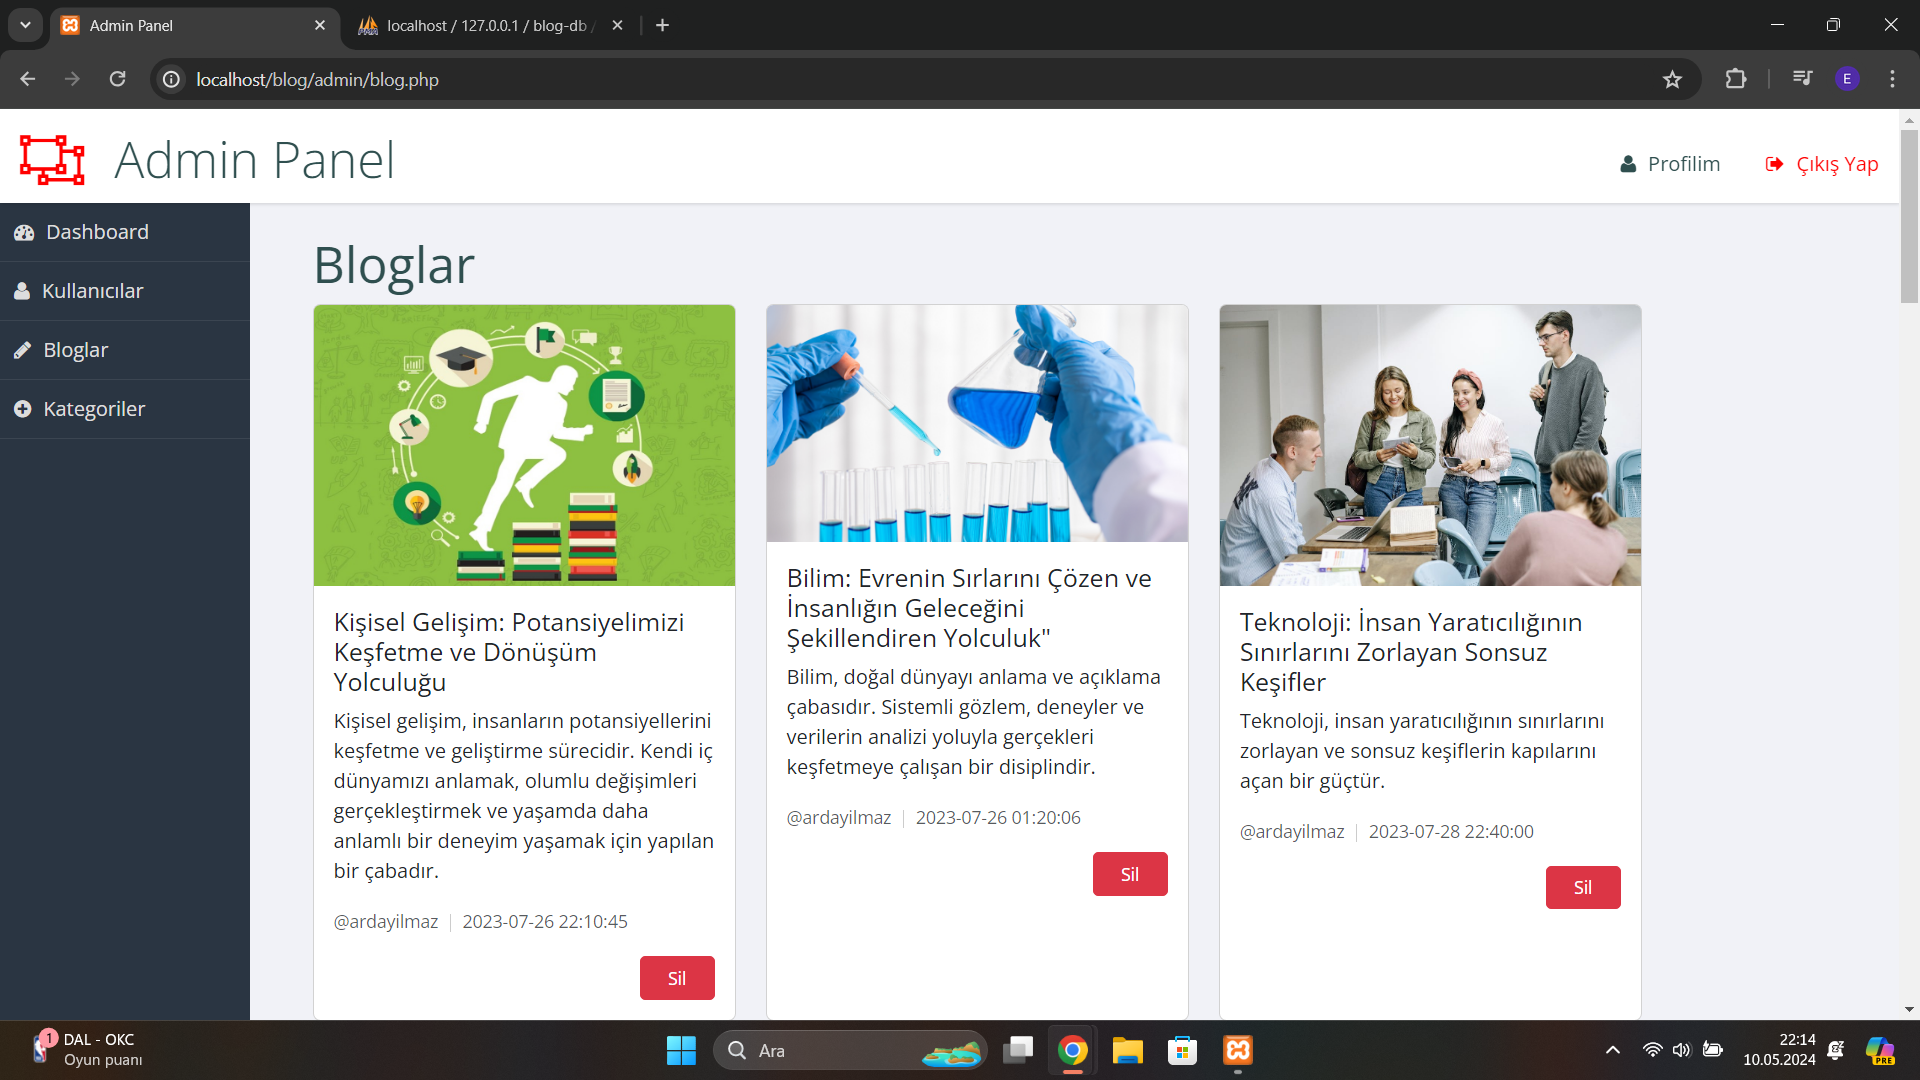 Admin Panel
localhost / 127.0.0.1 / blog-db /
localhost/blog/admin/blog.php
E
Admin Panel
Profilim
Çıkış Yap
Dashboard
Kullanıcılar
Bloglar
Kategoriler
Bloglar
Kişisel Gelişim: Potansiyelimizi
Keşfetme ve Dönüşüm
Yolculuğu
Kişisel gelişim, insanların potansiyellerini
keşfetme ve geliştirme sürecidir. Kendi iç
dünyamızı anlamak, olumlu değişimleri
gerçekleştirmek ve yaşamda daha
anlamlı bir deneyim yaşamak için yapılan
bir çabadır.
@ardayilmaz | 2023-07-26 22:10:45
Sil
Bilim: Evrenin Sırlarını Çözen ve
İnsanlığın Geleceğini
Şekillendiren Yolculuk"
Bilim, doğal dünyayı anlama ve açıklama
çabasıdır. Sistemli gözlem, deneyler ve
verilerin analizi yoluyla gerçekleri
keşfetmeye çalışan bir disiplindir.
@ardayilmaz | 2023-07-26 01:20:06
Sil
Teknoloji: İnsan Yaratıcılığının
Sınırlarını Zorlayan Sonsuz
Keşifler
Teknoloji, insan yaratıcılığının sınırlarını
zorlayan ve sonsuz keşiflerin kapılarını
açan bir güçtür.
@ardayilmaz | 2023-07-28 22:40:00
Sil
1
DAL - OKC
Oyun puanı
Ara
22:14
10.05.2024
PRE